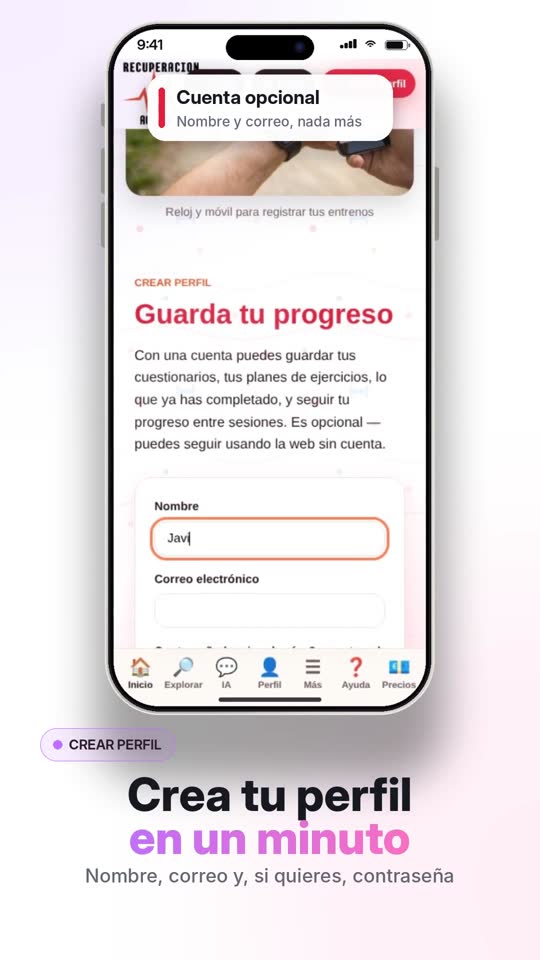 9:41
RECUPERACION
rfil
Cuenta opcional
Nombre y correo, nada más
Reloj y móvil para registrar tus entrenos
CREAR PERFIL
Guarda tu progreso
Con una cuenta puedes guardar tus
cuestionarios, tus planes de ejercicios, lo
que ya has completado, y seguir tu
progreso entre sesiones. Es opcional —
puedes seguir usando la web sin cuenta.
Nombre
Javi
Correo electrónico
Inicio Explorar IA Perfil Más Ayuda Precios
CREAR PERFIL
Crea tu perfil
en un minuto
Nombre, correo y, si quieres, contraseña